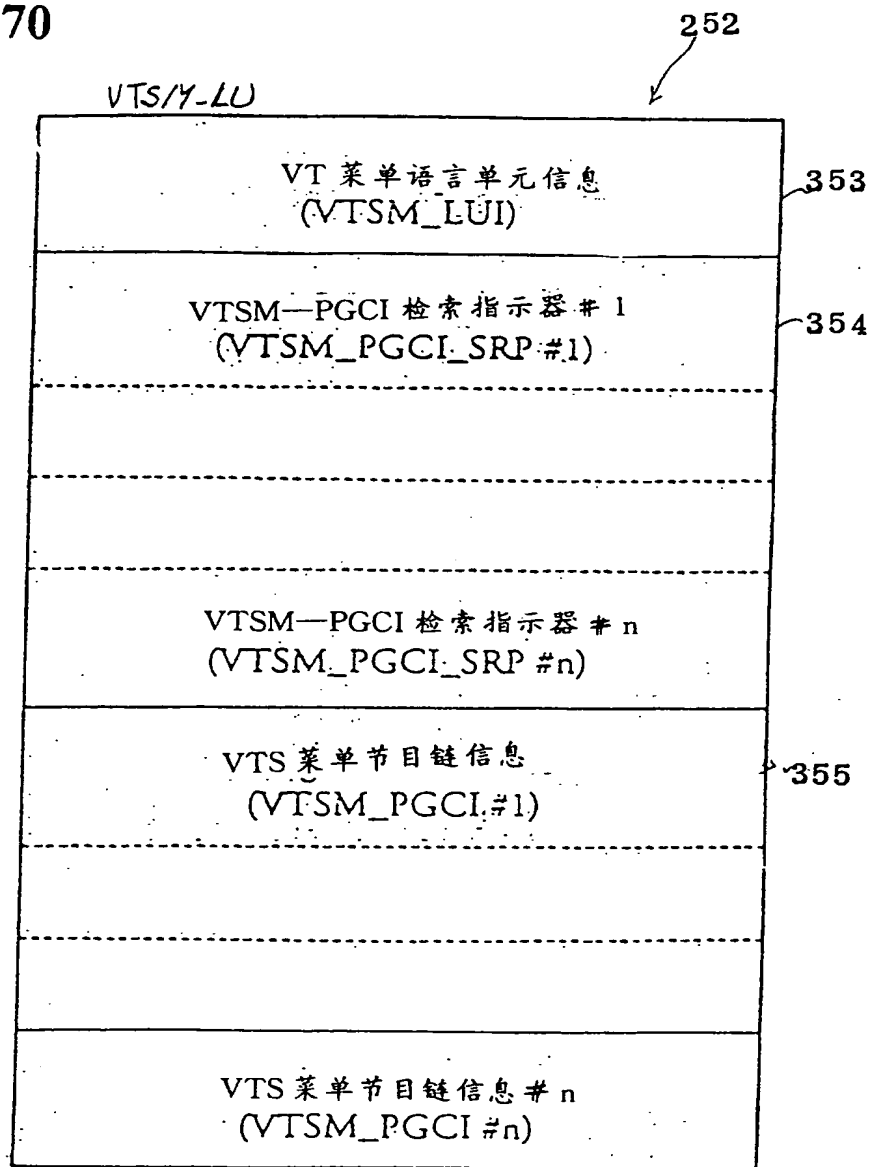 70
252
VTSM_LU
VT 菜单语言单元信息
(VTSM_LUI)
353
VTSM—PGCI 检索指示器 # 1
(VTSM_PGCI_SRP #1)
354
VTSM—PGCI 检索指示器 # n
(VTSM_PGCI_SRP #n)
VTS 菜单节目链信息
(VTSM_PGCI #1)
355
VTS 菜单节目链信息 # n
(VTSM_PGCI #n)